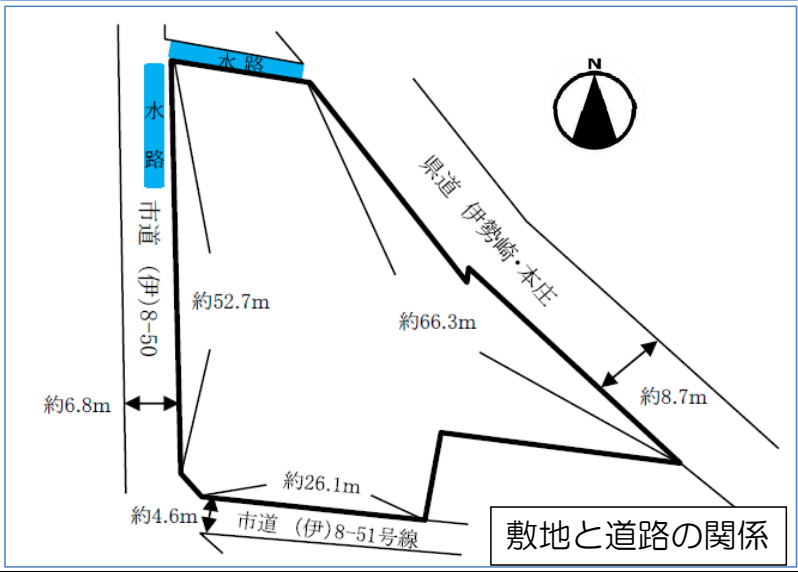 水路
N
水路
県道 伊勢崎・本庄
市道 (伊)8-50
約52.7m
約66.3m
約8.7m
約6.8m
約26.1m
約4.6m
市道 (伊)8-51号線
敷地と道路の関係